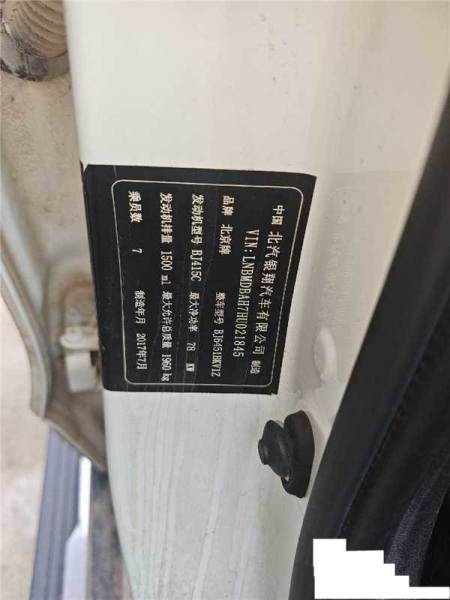 中国 北汽银翔汽车有限公司 制造
VIN:LNBMDBAH7HU021845
品牌 北京牌 整车型号 BJ6451HKV1Z
发动机型号 BJ415C 最大净功率 78 KW
发动机排量 1500 ml 最大允许总质量 1960 kg
乘员数 7 制造年月 2017年7月